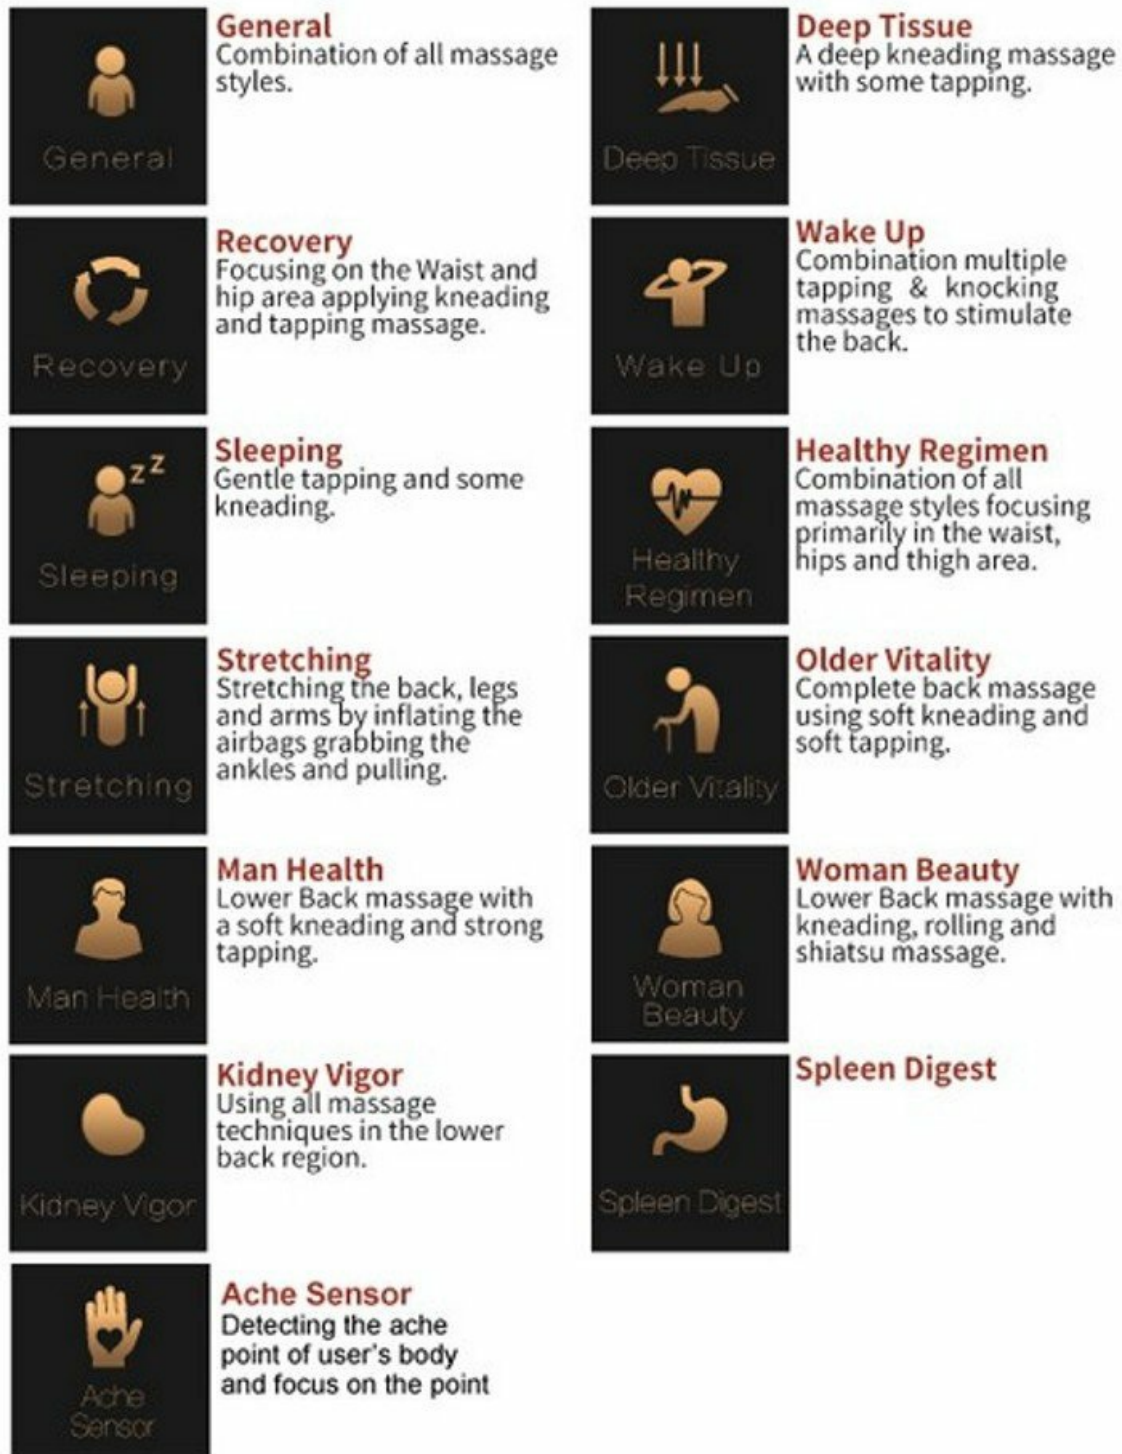 General
General
Combination of all massage
styles.
Deep Tissue
Deep Tissue
A deep kneading massage
with some tapping.
Recovery
Recovery
Focusing on the Waist and
hip area applying kneading
and tapping massage.
Wake Up
Wake Up
Combination multiple
tapping & knocking
massages to stimulate
the back.
zz
Sleeping
Sleeping
Gentle tapping and some
kneading.
Healthy
Regimen
Healthy Regimen
Combination of all
massage styles focusing
primarily in the waist,
hips and thigh area.
Stretching
Stretching
Stretching the back, legs
and arms by inflating the
airbags grabbing the
ankles and pulling.
Older Vitality
Older Vitality
Complete back massage
using soft kneading and
soft tapping.
Man Health
Man Health
Lower Back massage with
a soft kneading and strong
tapping.
Woman
Beauty
Woman Beauty
Lower Back massage with
kneading, rolling and
shiatsu massage.
Kidney Vigor
Kidney Vigor
Using all massage
techniques in the lower
back region.
Spleen Digest
Spleen Digest
Ache
Sensor
Ache Sensor
Detecting the ache
point of user's body
and focus on the point